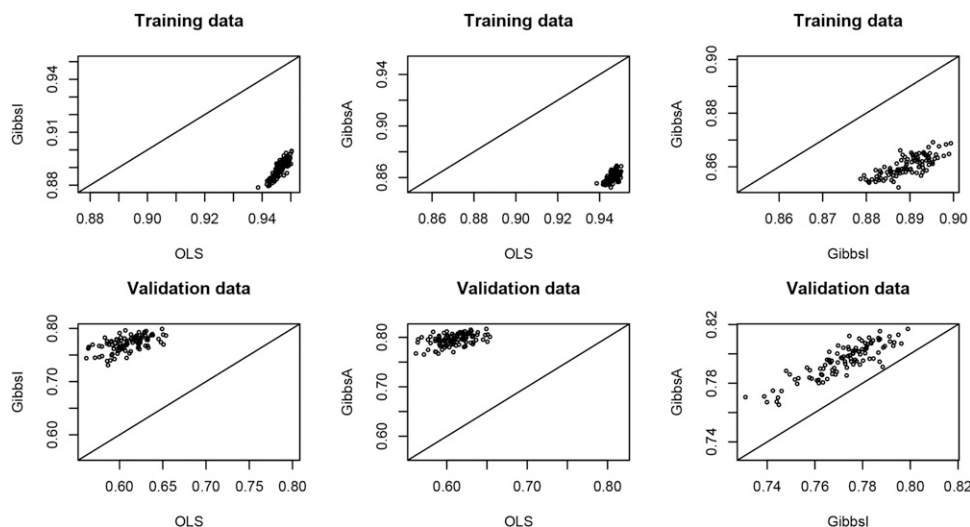 Training data
GibbsI
0.88 0.91 0.94
0.88 0.90 0.92 0.94
OLS
Training data
GibbsA
0.86 0.90 0.94
0.86 0.88 0.90 0.92 0.94
OLS
Training data
GibbsA
0.86 0.88 0.90
0.86 0.87 0.88 0.89 0.90
GibbsI
Validation data
GibbsI
0.60 0.70 0.80
0.60 0.65 0.70 0.75 0.80
OLS
Validation data
GibbsA
0.60 0.70 0.80
0.60 0.65 0.70 0.80
OLS
Validation data
GibbsA
0.74 0.78 0.82
0.74 0.76 0.78 0.80 0.82
GibbsI